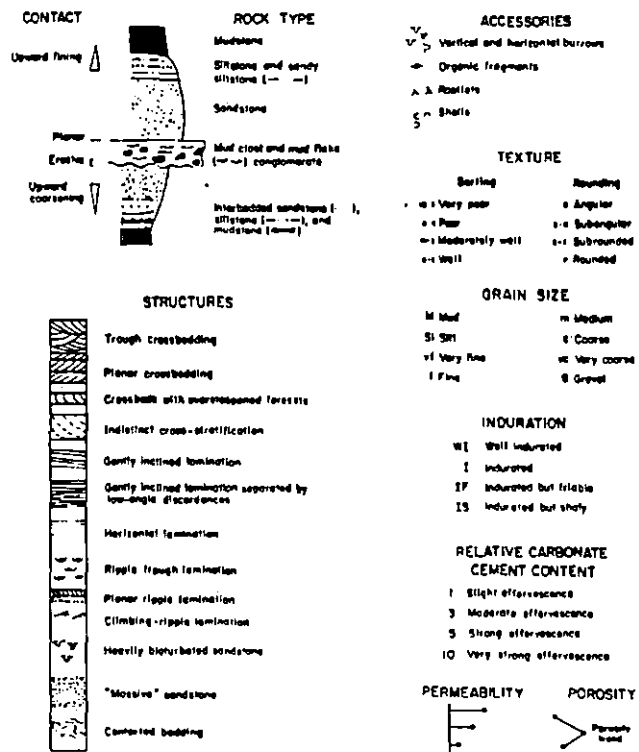 CONTACT
Upward fining
Planar
Erosive
Upward
coarsening
ROCK TYPE
Mudstone
Siltstone and sandy
siltstone (— —)
Sandstone
Mud clast and mud flake
(— —) conglomerate
Interbedded sandstone (  ),
siltstone (—·—), and
mudstone (——)
STRUCTURES
Trough crossbedding
Planar crossbedding
Crossbeds with oversteepened foresets
Indistinct cross-stratification
Gently inclined lamination
Gently inclined lamination separated by
low-angle discordances
Horizontal lamination
Ripple trough lamination
Planar ripple lamination
Climbing-ripple lamination
Heavily bioturbated sandstone
"Massive" sandstone
Contorted bedding
ACCESSORIES
Vertical and horizontal burrows
Organic fragments
Rootlets
Shells
TEXTURE
Sorting
Very poor
Poor
Moderately well
Well
Rounding
a Angular
Subangular
Subrounded
r Rounded
GRAIN SIZE
M Mud
Si Silt
vf Very fine
f Fine
m Medium
c Coarse
vc Very coarse
g Gravel
INDURATION
WI Well indurated
I Indurated
IF Indurated but friable
IS Indurated but shaly
RELATIVE CARBONATE
CEMENT CONTENT
1 Slight effervescence
3 Moderate effervescence
5 Strong effervescence
10 Very strong effervescence
PERMEABILITY
POROSITY
Porosity
trend